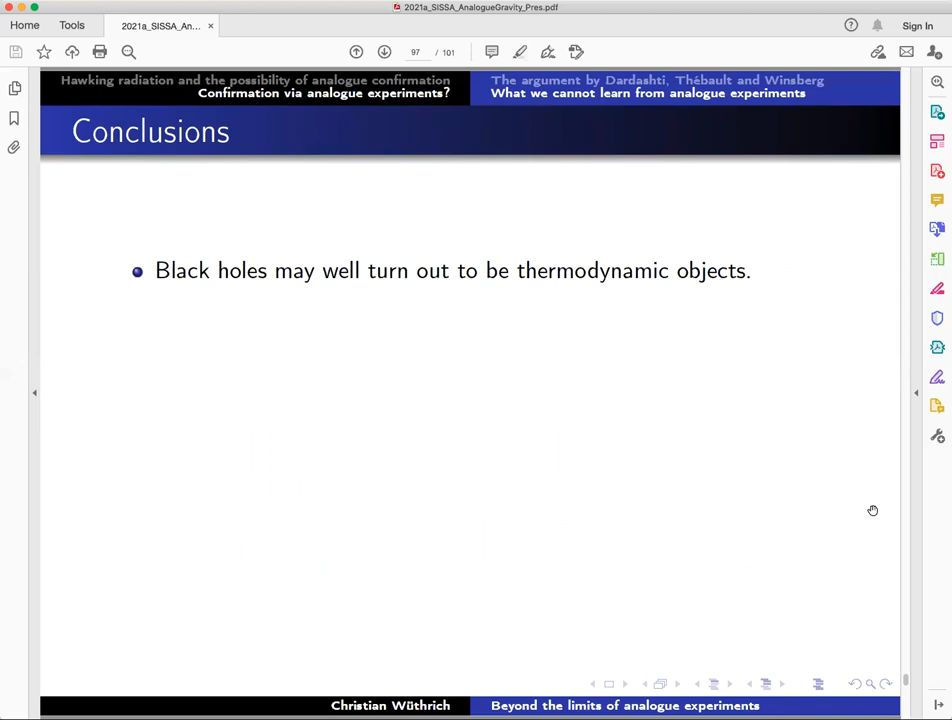 2021a_SISSA_AnalogueGravity_Pres.pdf
Home
Tools
2021a_SISSA_An...
×
Sign In
97 / 101
Hawking radiation and the possibility of analogue confirmation
Confirmation via analogue experiments?
The argument by Dardashti, Thébault and Winsberg
What we cannot learn from analogue experiments
Conclusions
Black holes may well turn out to be thermodynamic objects.
Christian Wüthrich
Beyond the limits of analogue experiments